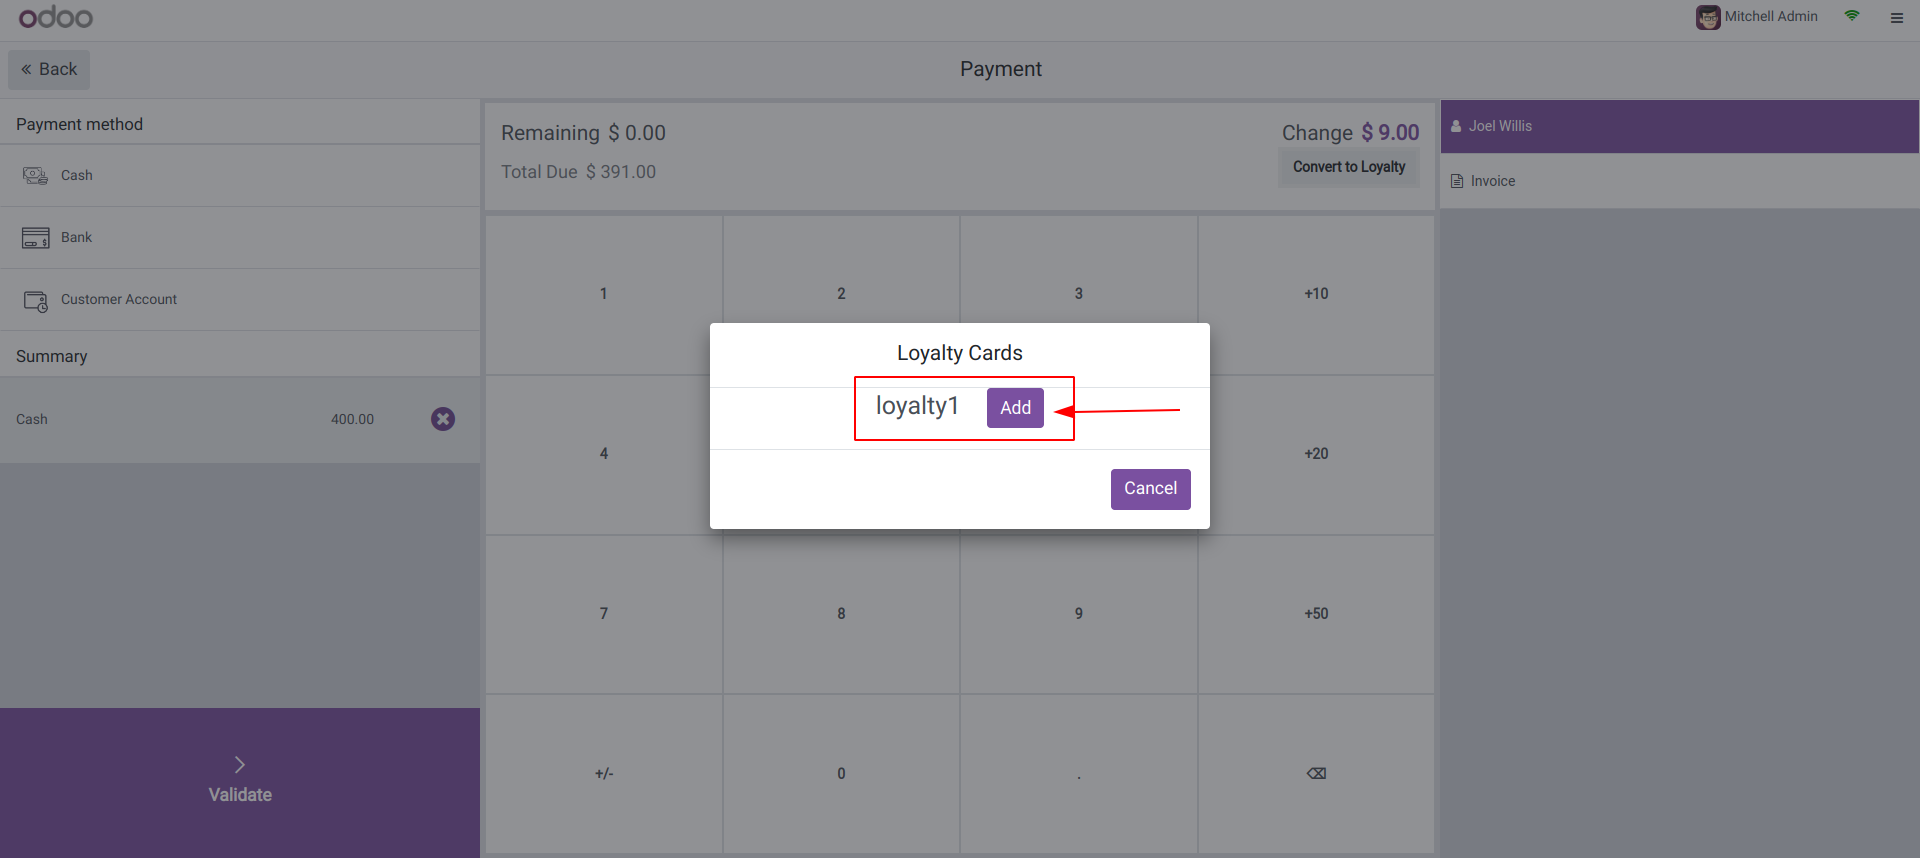 odoo
Mitchell Admin
Back
Payment
Payment method
Cash
Bank
Customer Account
Summary
Cash 400.00
Validate
Remaining $ 0.00
Total Due $ 391.00
Change $ 9.00
Convert to Loyalty
1 2 3 +10
4 +20
7 8 9 +50
+/- 0 .
Loyalty Cards
loyalty1 Add
Cancel
Joel Willis
Invoice